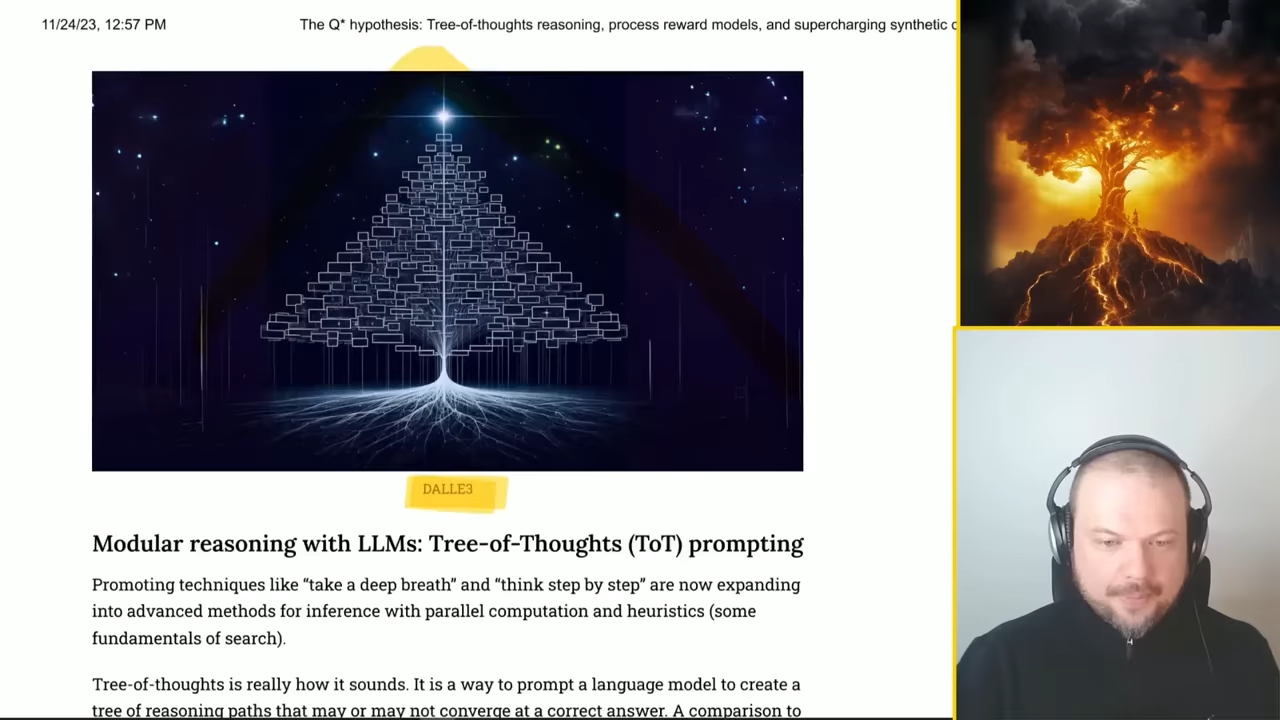 11/24/23, 12:57 PM
The Q* hypothesis: Tree-of-thoughts reasoning, process reward models, and supercharging synthetic
DALLE3
Modular reasoning with LLMs: Tree-of-Thoughts (ToT) prompting
Promoting techniques like “take a deep breath” and “think step by step” are now expanding
into advanced methods for inference with parallel computation and heuristics (some
fundamentals of search).
Tree-of-thoughts is really how it sounds. It is a way to prompt a language model to create a
tree of reasoning paths that may or may not converge at a correct answer. A comparison to